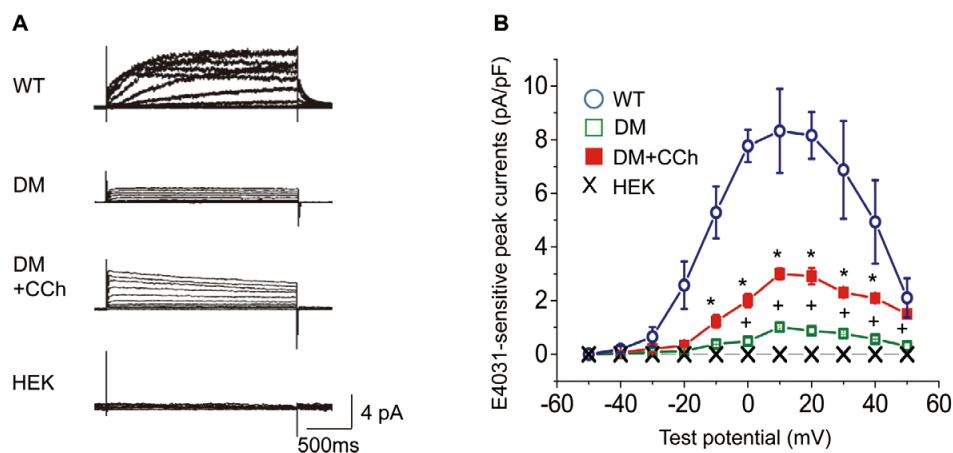 A
WT
DM
DM
+CCh
HEK
4 pA
500ms
B
E4031-sensitive peak currents (pA/pF)
10
8
6
4
2
0
WT
DM
DM+CCh
HEK
* * * * * *
+ + + + + +
-60 -40 -20 0 20 40 60
Test potential (mV)